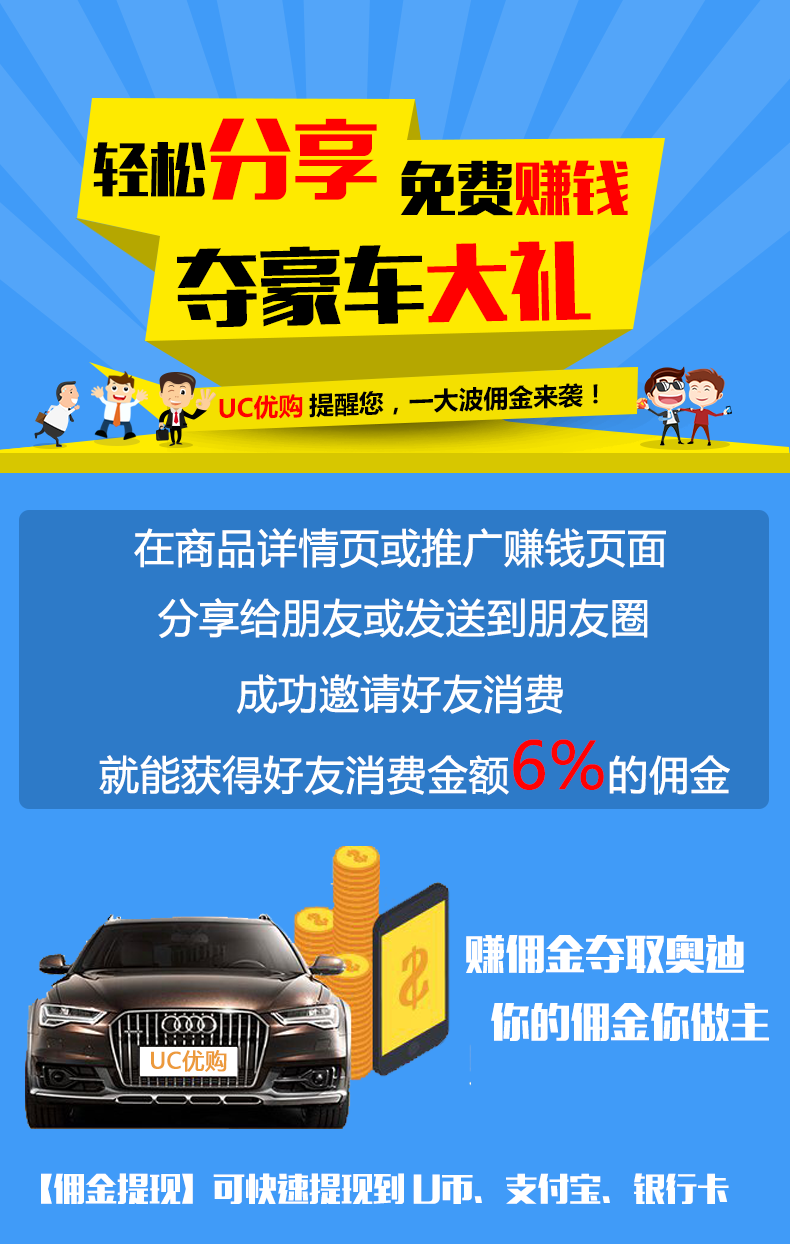 轻松分享 免费赚钱
夺豪车大礼
UC优购 提醒您，一大波佣金来袭！
在商品详情页或推广赚钱页面
分享给朋友或发送到朋友圈
成功邀请好友消费
就能获得好友消费金额6%的佣金
赚佣金夺取奥迪
你的佣金你做主
UC优购
【佣金提现】可快速提现到 U币、支付宝、银行卡